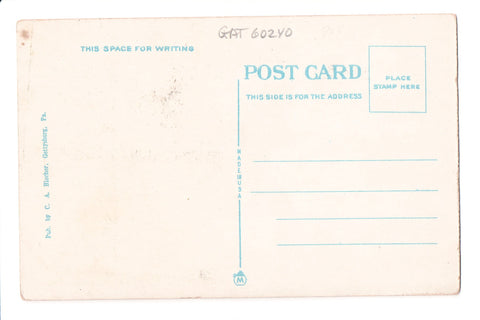 GAT 60240
THIS SPACE FOR WRITING
POST CARD
THIS SIDE IS FOR THE ADDRESS
PLACE
STAMP HERE
MADE IN U S A
Pub. by C. A. Blocher, Gettysburg, Pa.
M